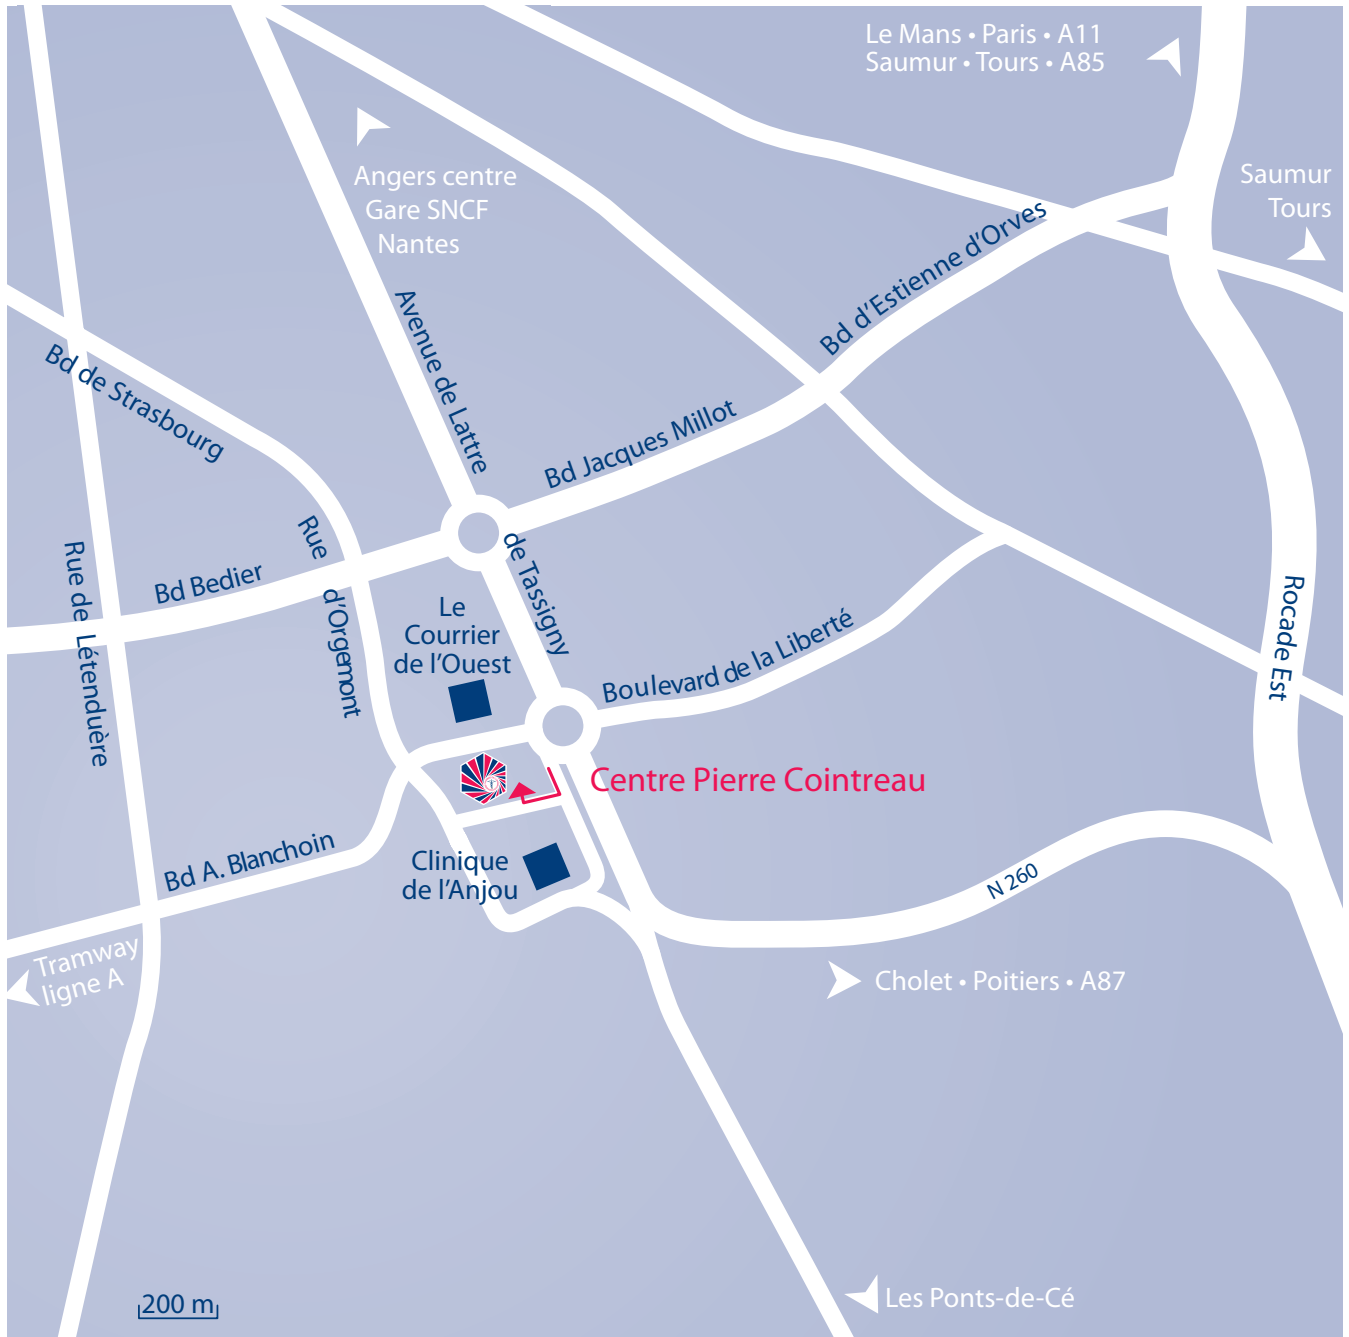 Le Mans • Paris • A11
Saumur • Tours • A85
Saumur
Tours
Angers centre
Gare SNCF
Nantes
Bd d'Estienne d'Orves
Avenue de Lattre
de Tassigny
Bd de Strasbourg
Bd Jacques Millot
Rue d'Orgemont
Bd Bedier
Rue de Létenduère
Le
Courrier
de l'Ouest
Boulevard de la Liberté
Rocade Est
Centre Pierre Cointreau
Bd A. Blanchoin
Clinique
de l'Anjou
N 260
Tramway
ligne A
Cholet • Poitiers • A87
Les Ponts-de-Cé
200 m